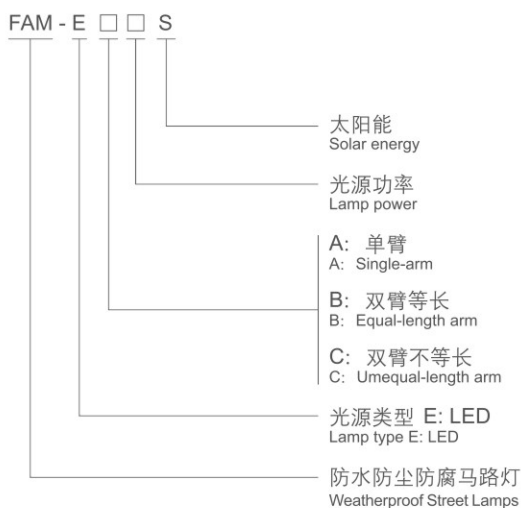 FAM - E □ □ S
太阳能
Solar energy
光源功率
Lamp power
A: 单臂
A: Single-arm
B: 双臂等长
B: Equal-length arm
C: 双臂不等长
C: Umequal-length arm
光源类型 E: LED
Lamp type E: LED
防水防尘防腐马路灯
Weatherproof Street Lamps